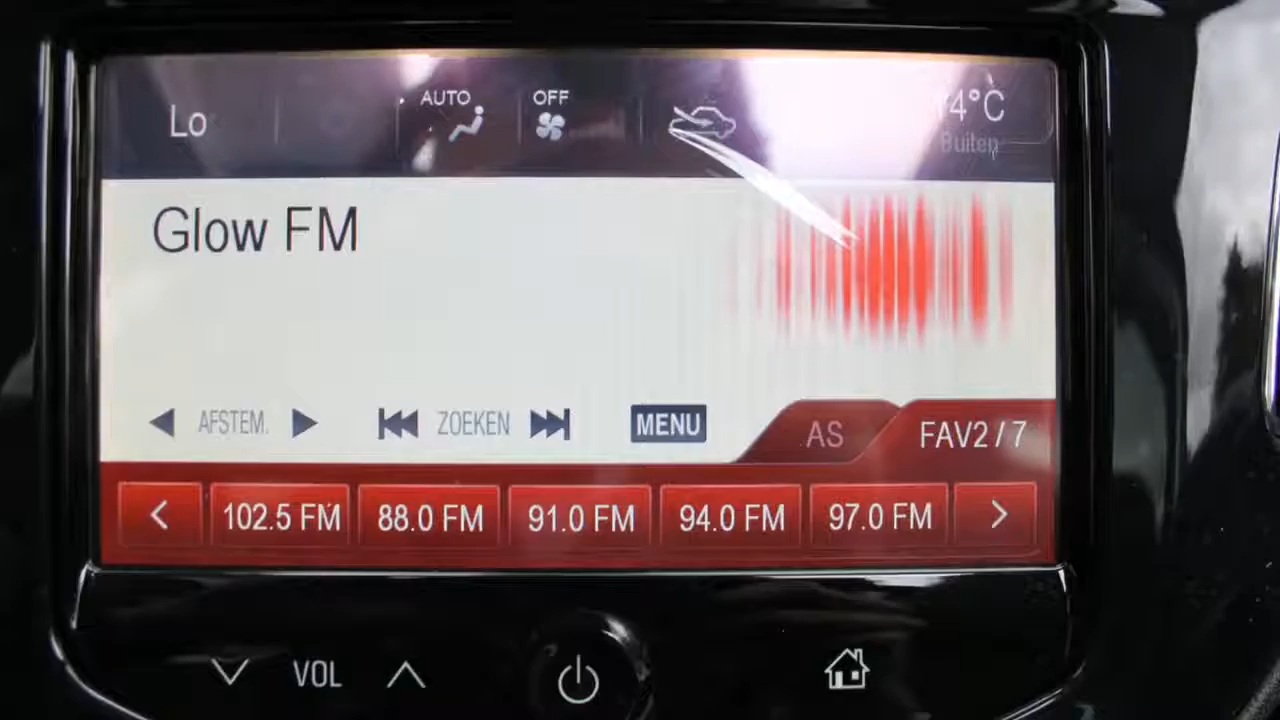 Lo AUTO OFF 14°C
Buiten
Glow FM
AFSTEM. ZOEKEN MENU AS FAV2 / 7
< 102.5 FM 88.0 FM 91.0 FM 94.0 FM 97.0 FM >
VOL